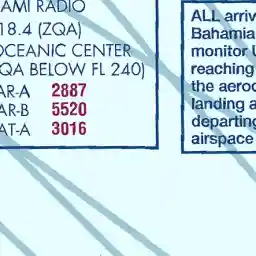 AMI RADIO
18.4 (ZQA)
OCEANIC CENTER
QA BELOW FL 240)
AR-A 2887
AR-B 5520
AT-A 3016
ALL arriv
Bahamia
monitor U
reaching
the aerod
landing a
departing
airspace